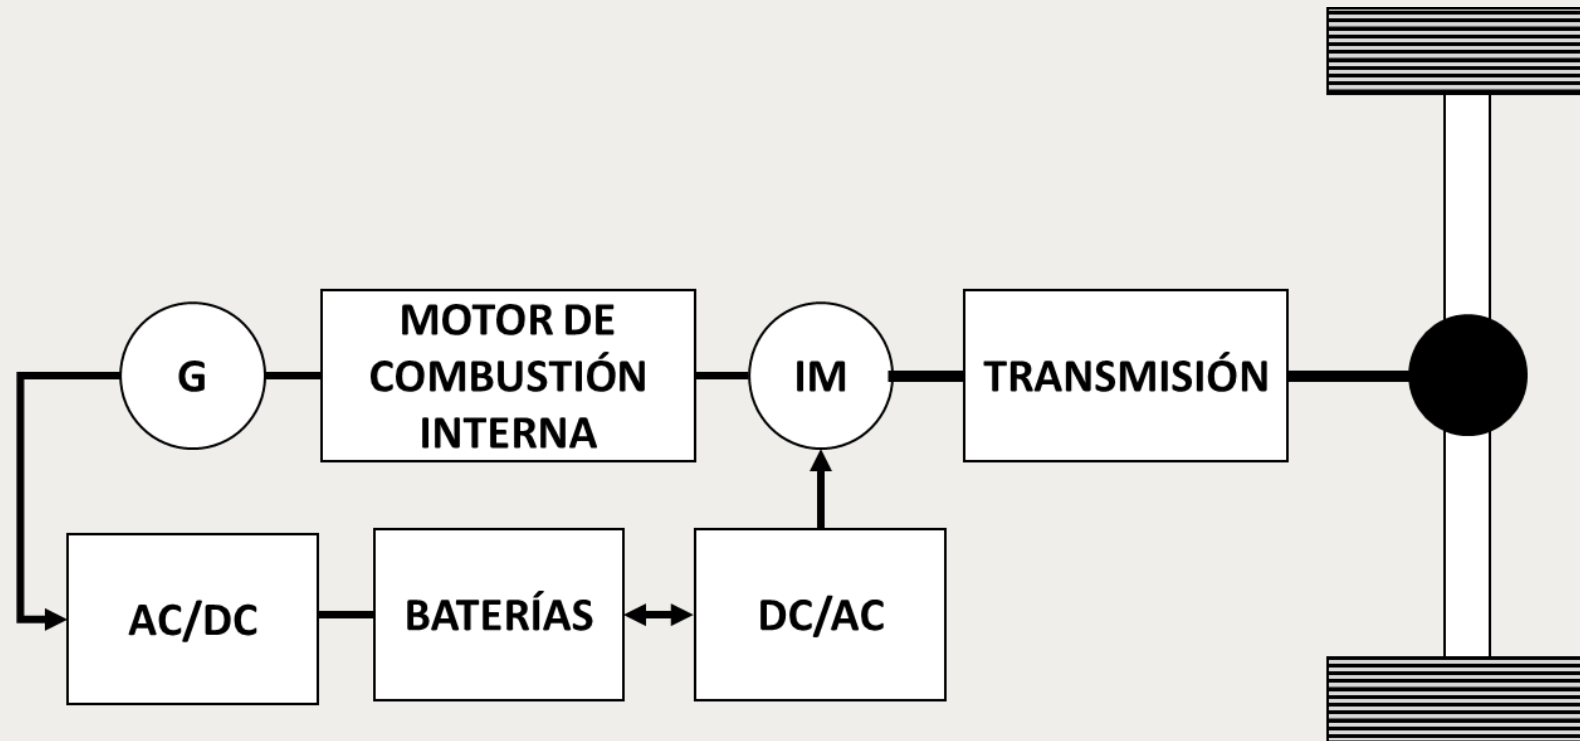 G
MOTOR DE
COMBUSTIÓN
INTERNA
IM
TRANSMISIÓN
AC/DC
BATERÍAS
DC/AC